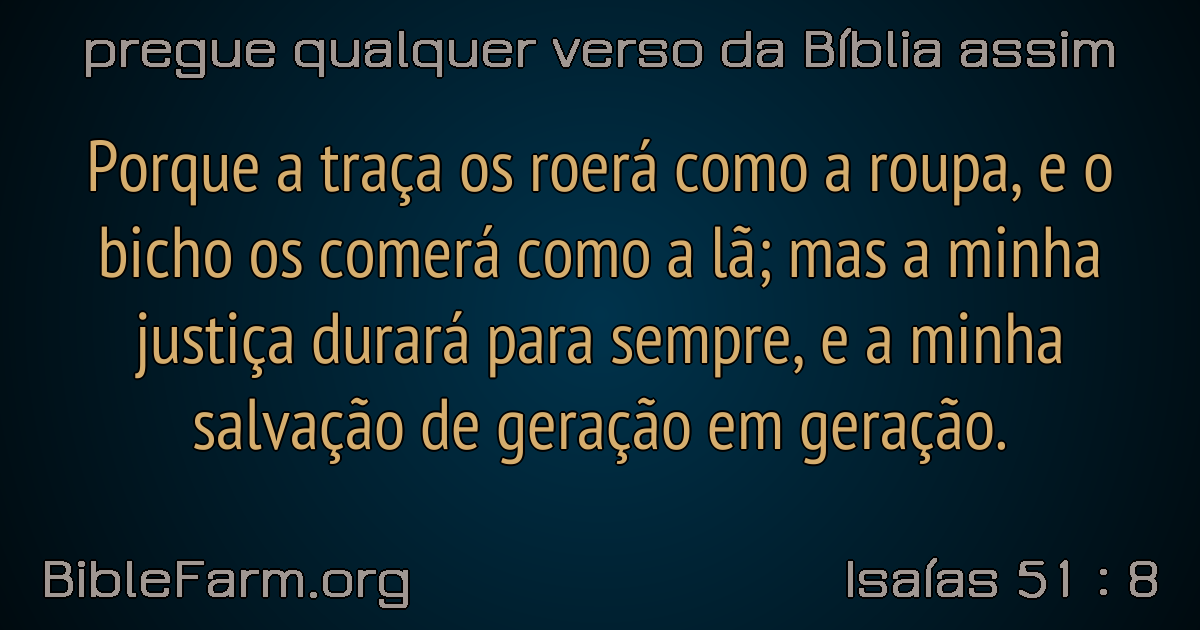 pregue qualquer verso da Bíblia assim
Porque a traça os roerá como a roupa, e o
bicho os comerá como a lã; mas a minha
justiça durará para sempre, e a minha
salvação de geração em geração.
BibleFarm.org
Isaías 51 : 8